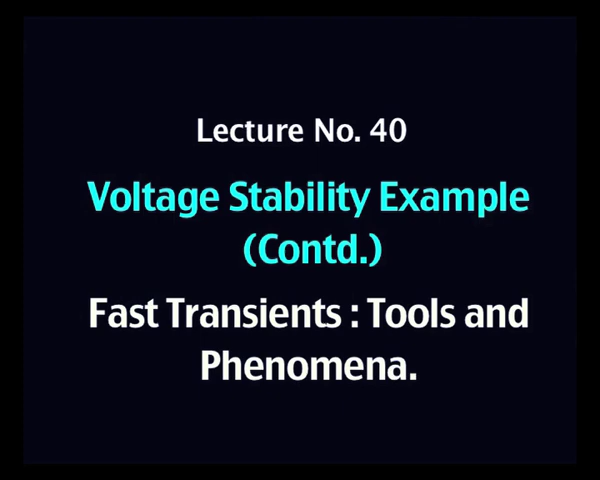 Lecture No. 40
Voltage Stability Example
(Contd.)
Fast Transients : Tools and
Phenomena.